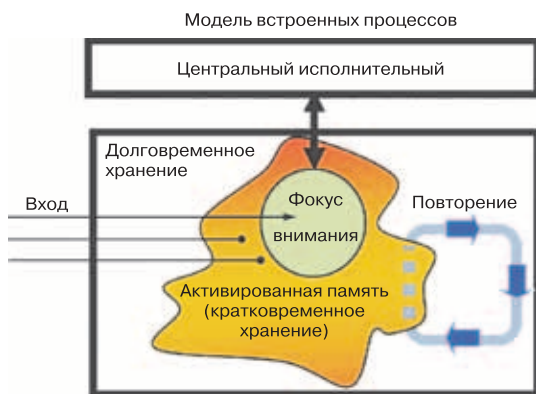 Модель встроенных процессов
Центральный исполнительный
Долговременное
хранение
Вход
Фокус
внимания
Повторение
Активированная память
(кратковременное
хранение)